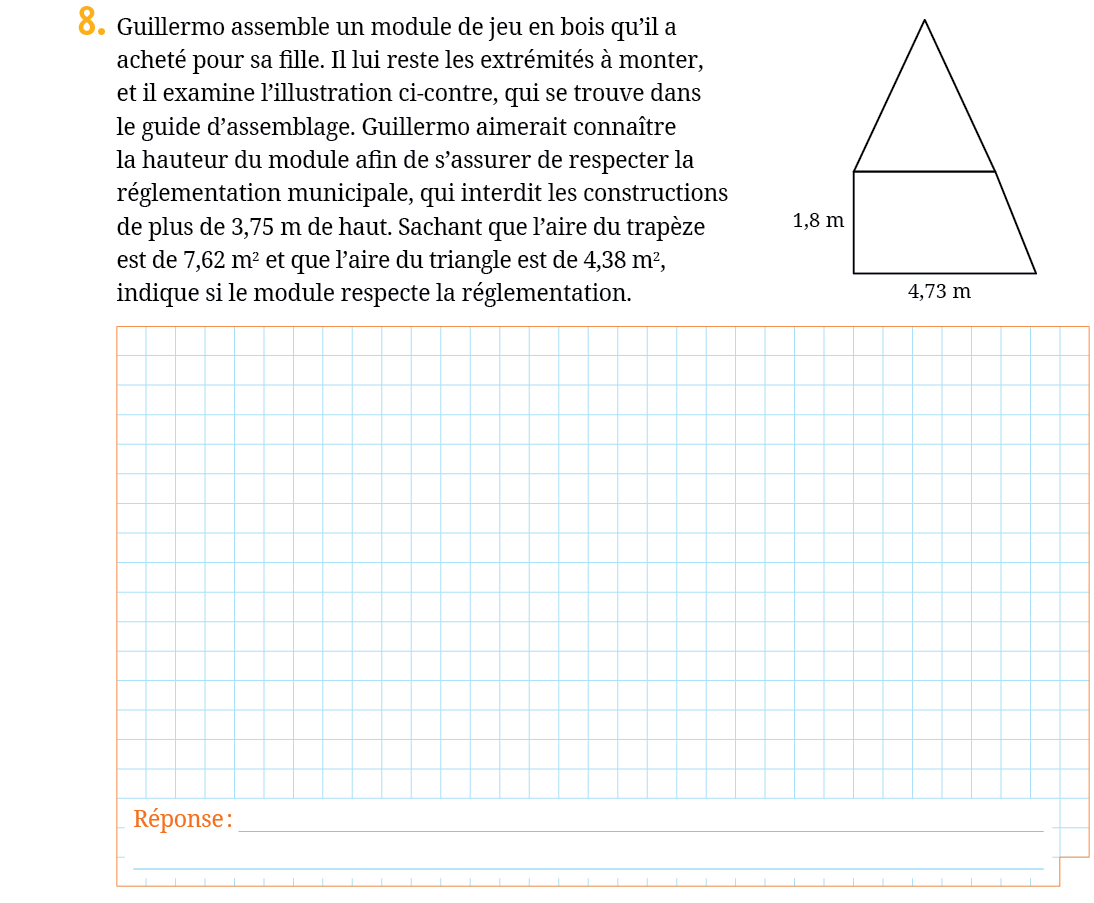 8. Guillermo assemble un module de jeu en bois qu’il a
acheté pour sa fille. Il lui reste les extrémités à monter,
et il examine l’illustration ci-contre, qui se trouve dans
le guide d’assemblage. Guillermo aimerait connaître
la hauteur du module afin de s’assurer de respecter la
réglementation municipale, qui interdit les constructions
de plus de 3,75 m de haut. Sachant que l’aire du trapèze
est de 7,62 m² et que l’aire du triangle est de 4,38 m²,
indique si le module respecte la réglementation.
1,8 m
4,73 m
Réponse :